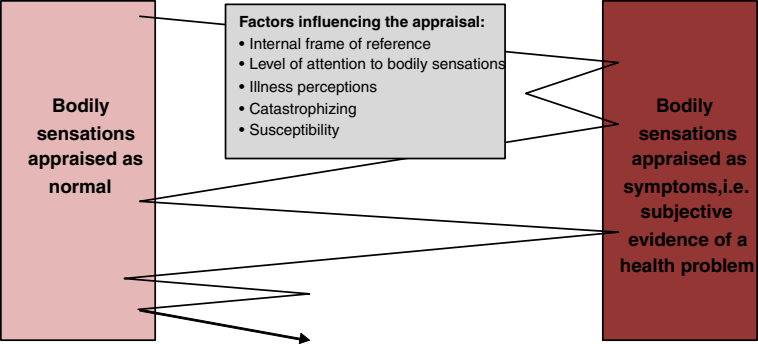 Factors influencing the appraisal:
• Internal frame of reference
• Level of attention to bodily sensations
• Illness perceptions
• Catastrophizing
• Susceptibility
Bodily
sensations
appraised as
normal
Bodily
sensations
appraised as
symptoms,i.e.
subjective
evidence of a
health problem